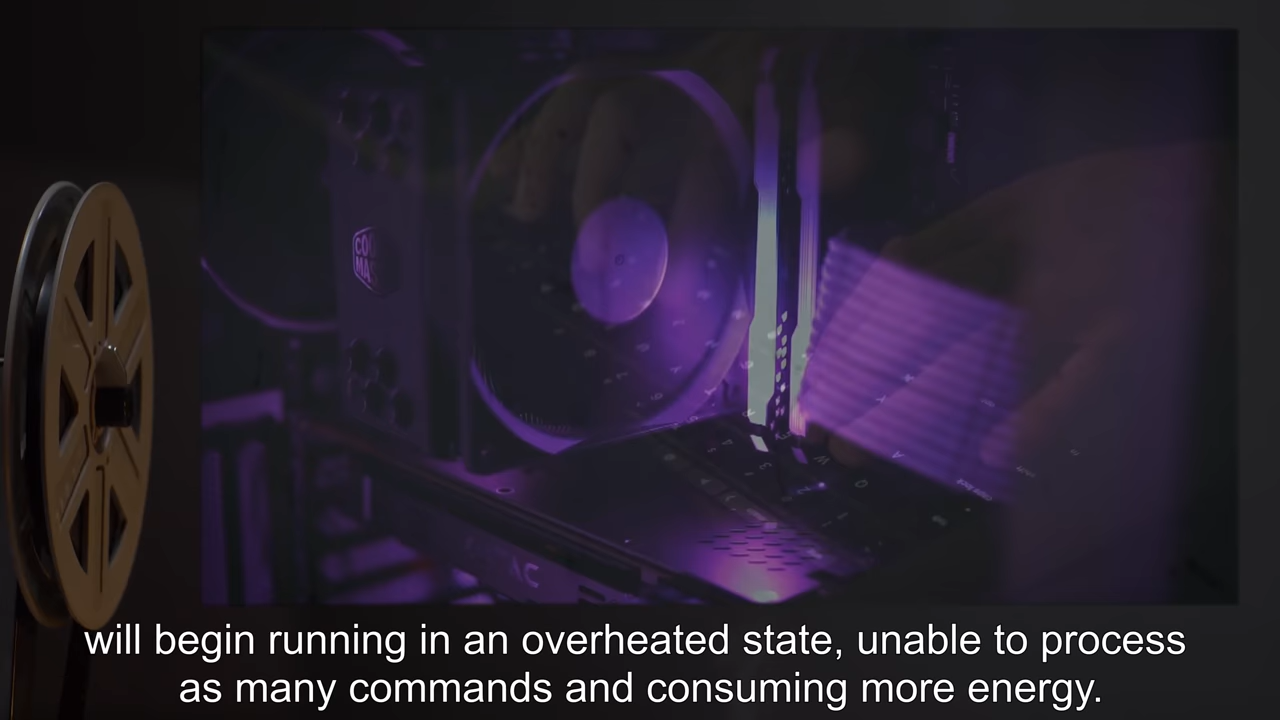 will begin running in an overheated state, unable to process
as many commands and consuming more energy.